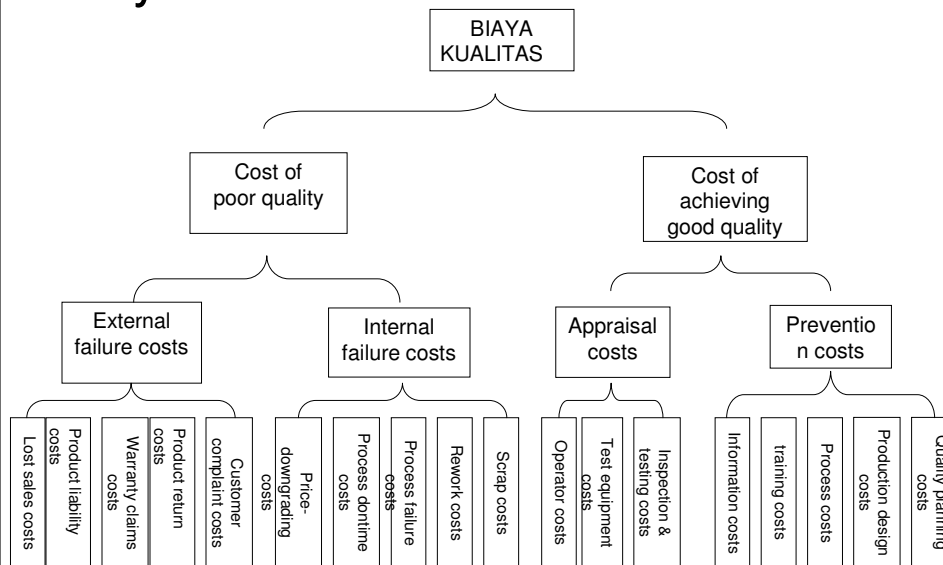 BIAYA
KUALITAS
Cost of
poor quality
Cost of
achieving
good quality
External
failure costs
Internal
failure costs
Appraisal
costs
Preventio
n costs
Lost sales costs
Product liability
costs
Warranty claims
costs
Product return
costs
Customer
complaint costs
Price-
downgrading
costs
Process dontime
costs
Process failure
costs
Rework costs
Scrap costs
Operator costs
Test equipment
costs
Inspection &
testing costs
Information costs
training costs
Process costs
Production design
costs
Quality planning
costs